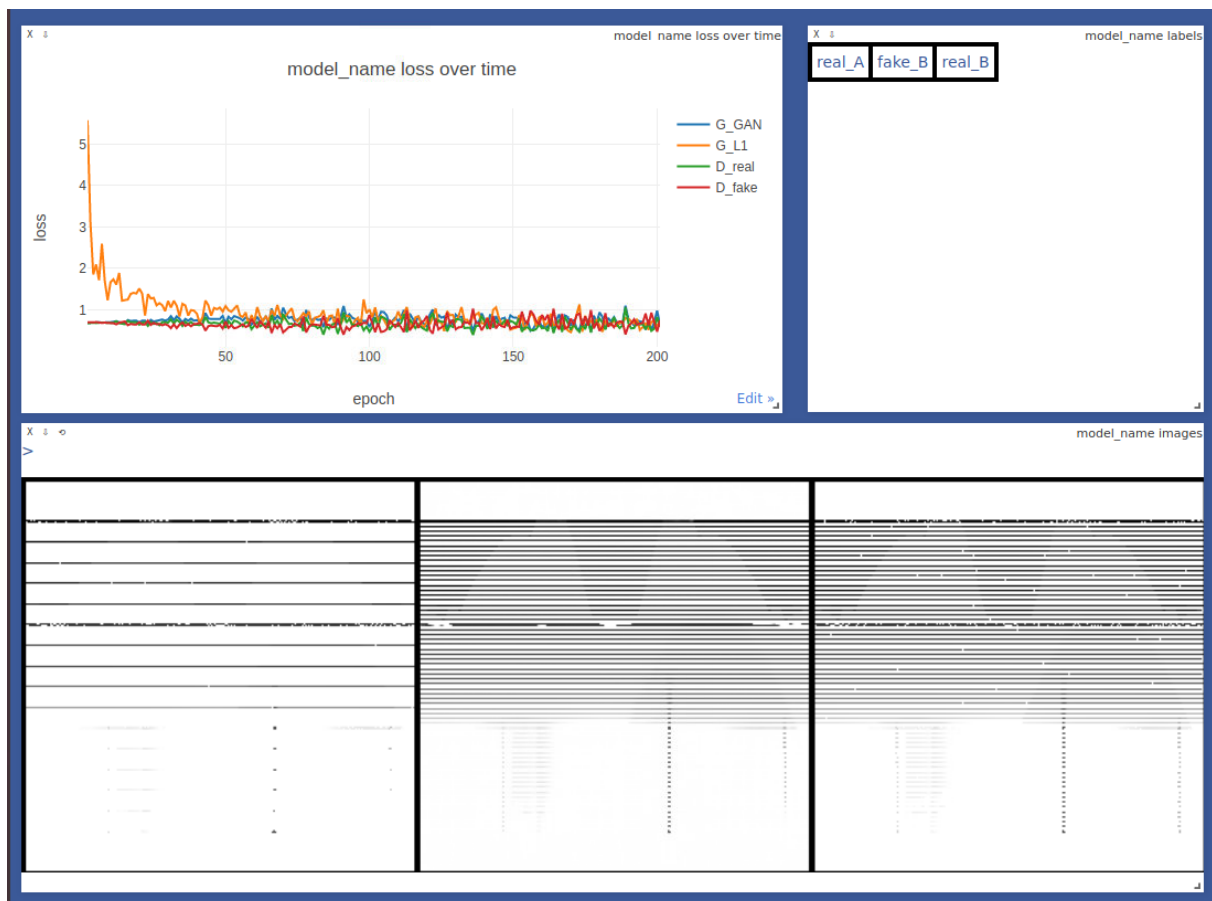 X ⇩
model_name loss over time
model_name loss over time
5
4
3
2
1
loss
50
100
150
200
epoch
G_GAN
G_L1
D_real
D_fake
Edit »
X ⇩
model_name labels
real_A fake_B real_B
X ⇩ ⟲
model_name images
>